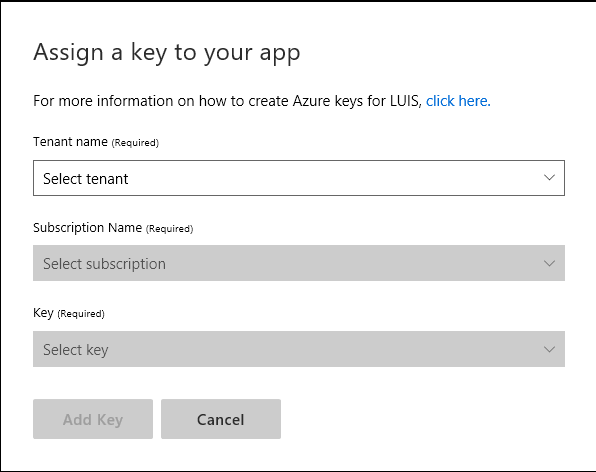 Assign a key to your app
For more information on how to create Azure keys for LUIS, click here.
Tenant name (Required)
Select tenant
Subscription Name (Required)
Select subscription
Key (Required)
Select key
Add Key
Cancel